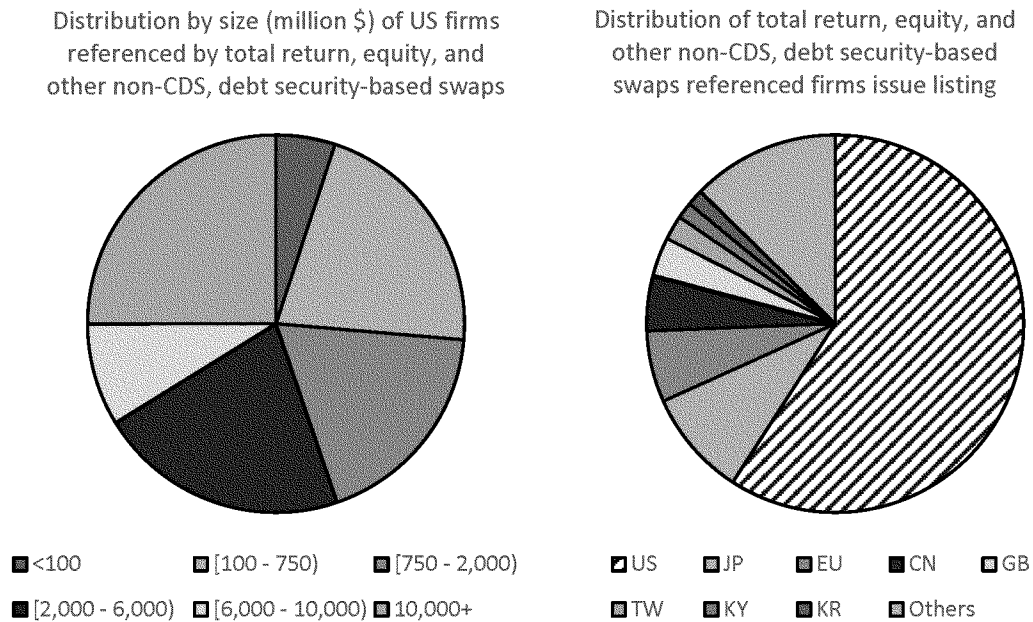 Distribution by size (million $) of US firms
referenced by total return, equity, and
other non-CDS, debt security-based swaps
<100 [100 - 750) [750 - 2,000)
[2,000 - 6,000) [6,000 - 10,000) 10,000+
Distribution of total return, equity, and
other non-CDS, debt security-based
swaps referenced firms issue listing
US JP EU CN GB
TW KY KR Others